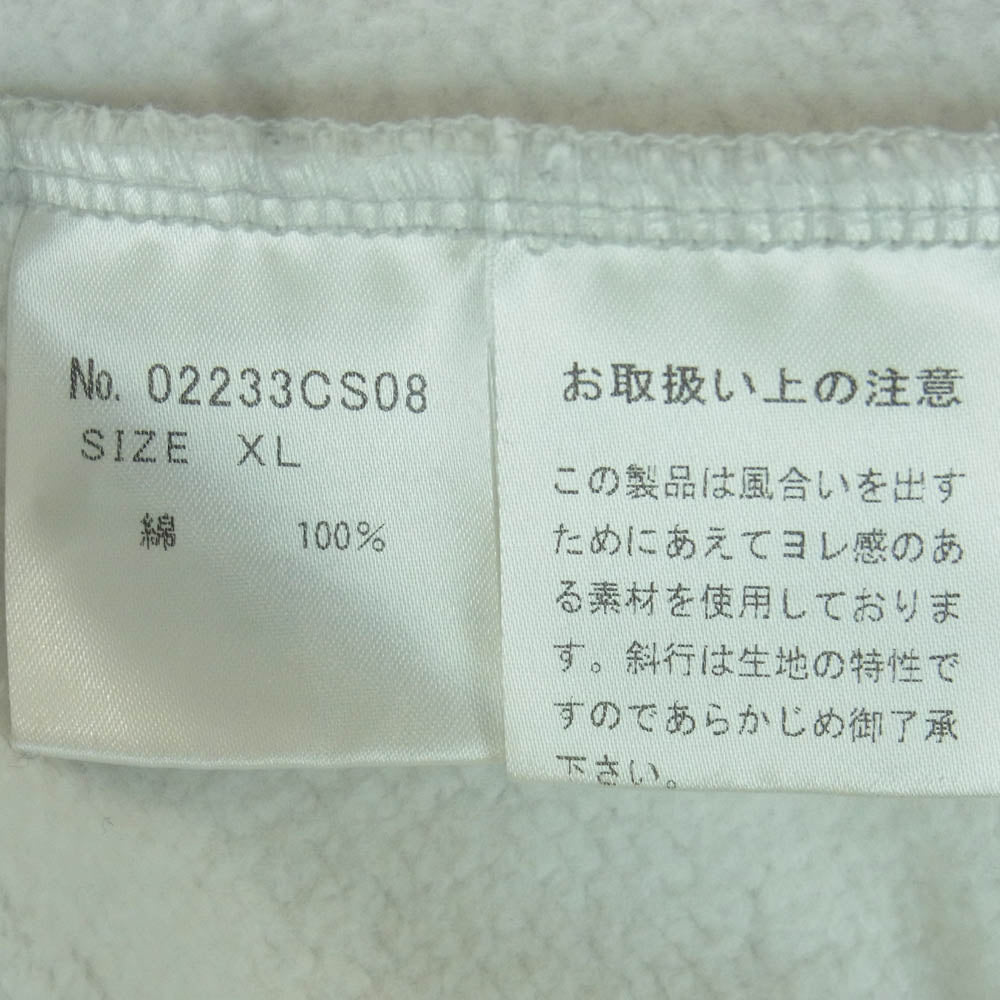 No. 02233CS08
SIZE XL
綿 100%
お取扱い上の注意
この製品は風合いを出す
ためにあえてヨレ感のあ
る素材を使用しておりま
す。斜行は生地の特性で
すのであらかじめ御了承
下さい。